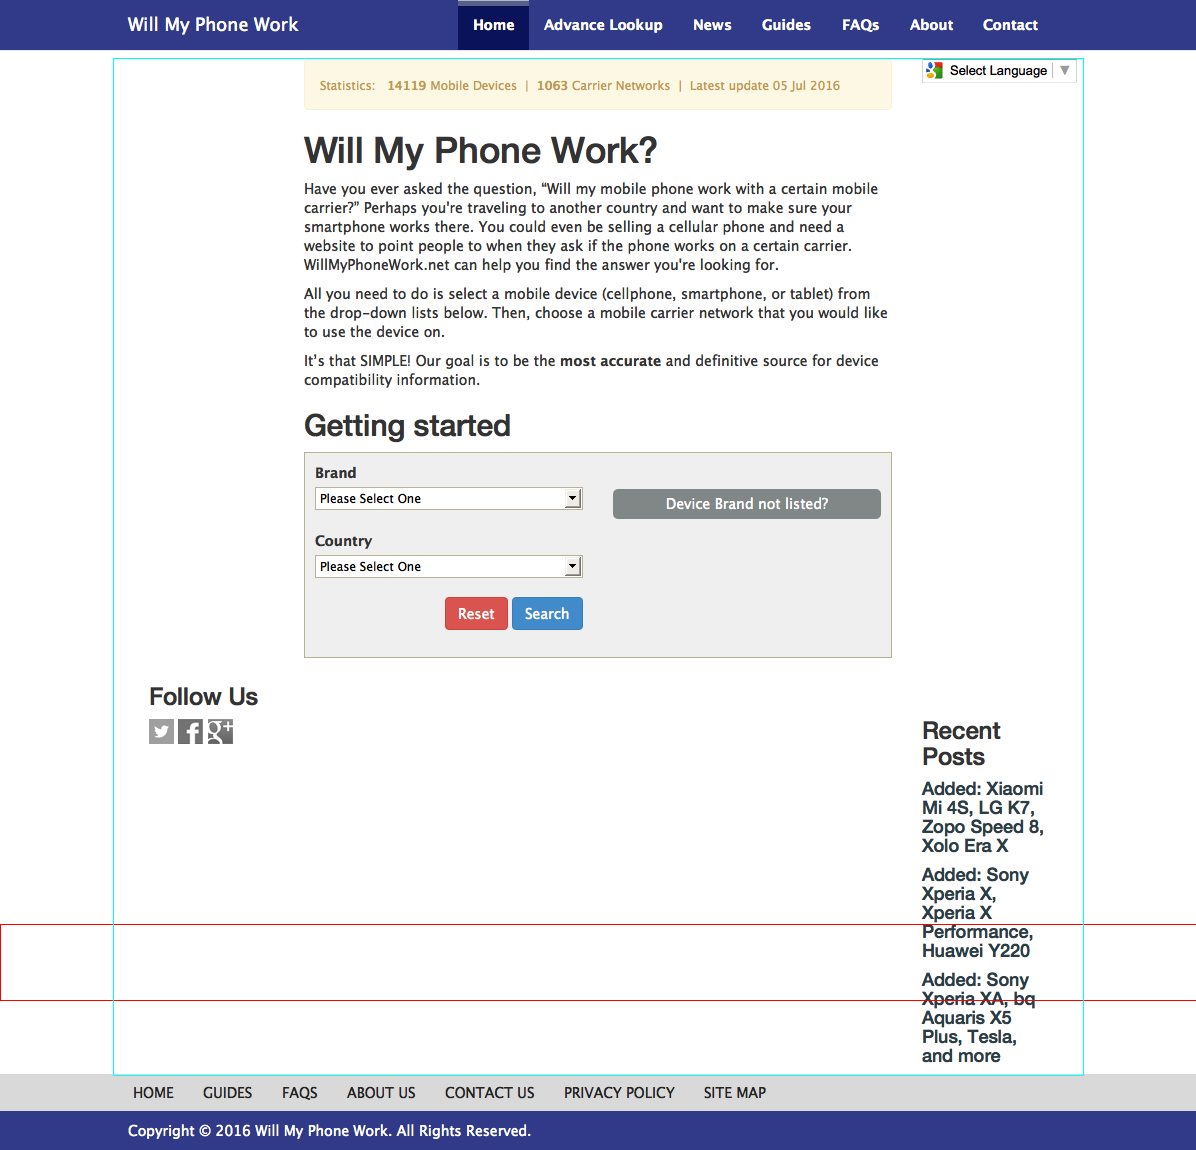 Will My Phone Work
Home
Advance Lookup
News
Guides
FAQs
About
Contact
Select Language ▼
Statistics: 14119 Mobile Devices | 1063 Carrier Networks | Latest update 05 Jul 2016
Will My Phone Work?
Have you ever asked the question, “Will my mobile phone work with a certain mobile
carrier?” Perhaps you're traveling to another country and want to make sure your
smartphone works there. You could even be selling a cellular phone and need a
website to point people to when they ask if the phone works on a certain carrier.
WillMyPhoneWork.net can help you find the answer you're looking for.
All you need to do is select a mobile device (cellphone, smartphone, or tablet) from
the drop-down lists below. Then, choose a mobile carrier network that you would like
to use the device on.
It’s that SIMPLE! Our goal is to be the most accurate and definitive source for device
compatibility information.
Getting started
Brand
Please Select One
Device Brand not listed?
Country
Please Select One
Reset
Search
Follow Us
g+
Recent
Posts
Added: Xiaomi
Mi 4S, LG K7,
Zopo Speed 8,
Xolo Era X
Added: Sony
Xperia X,
Xperia X
Performance,
Huawei Y220
Added: Sony
Xperia XA, bq
Aquaris X5
Plus, Tesla,
and more
HOME
GUIDES
FAQS
ABOUT US
CONTACT US
PRIVACY POLICY
SITE MAP
Copyright © 2016 Will My Phone Work. All Rights Reserved.